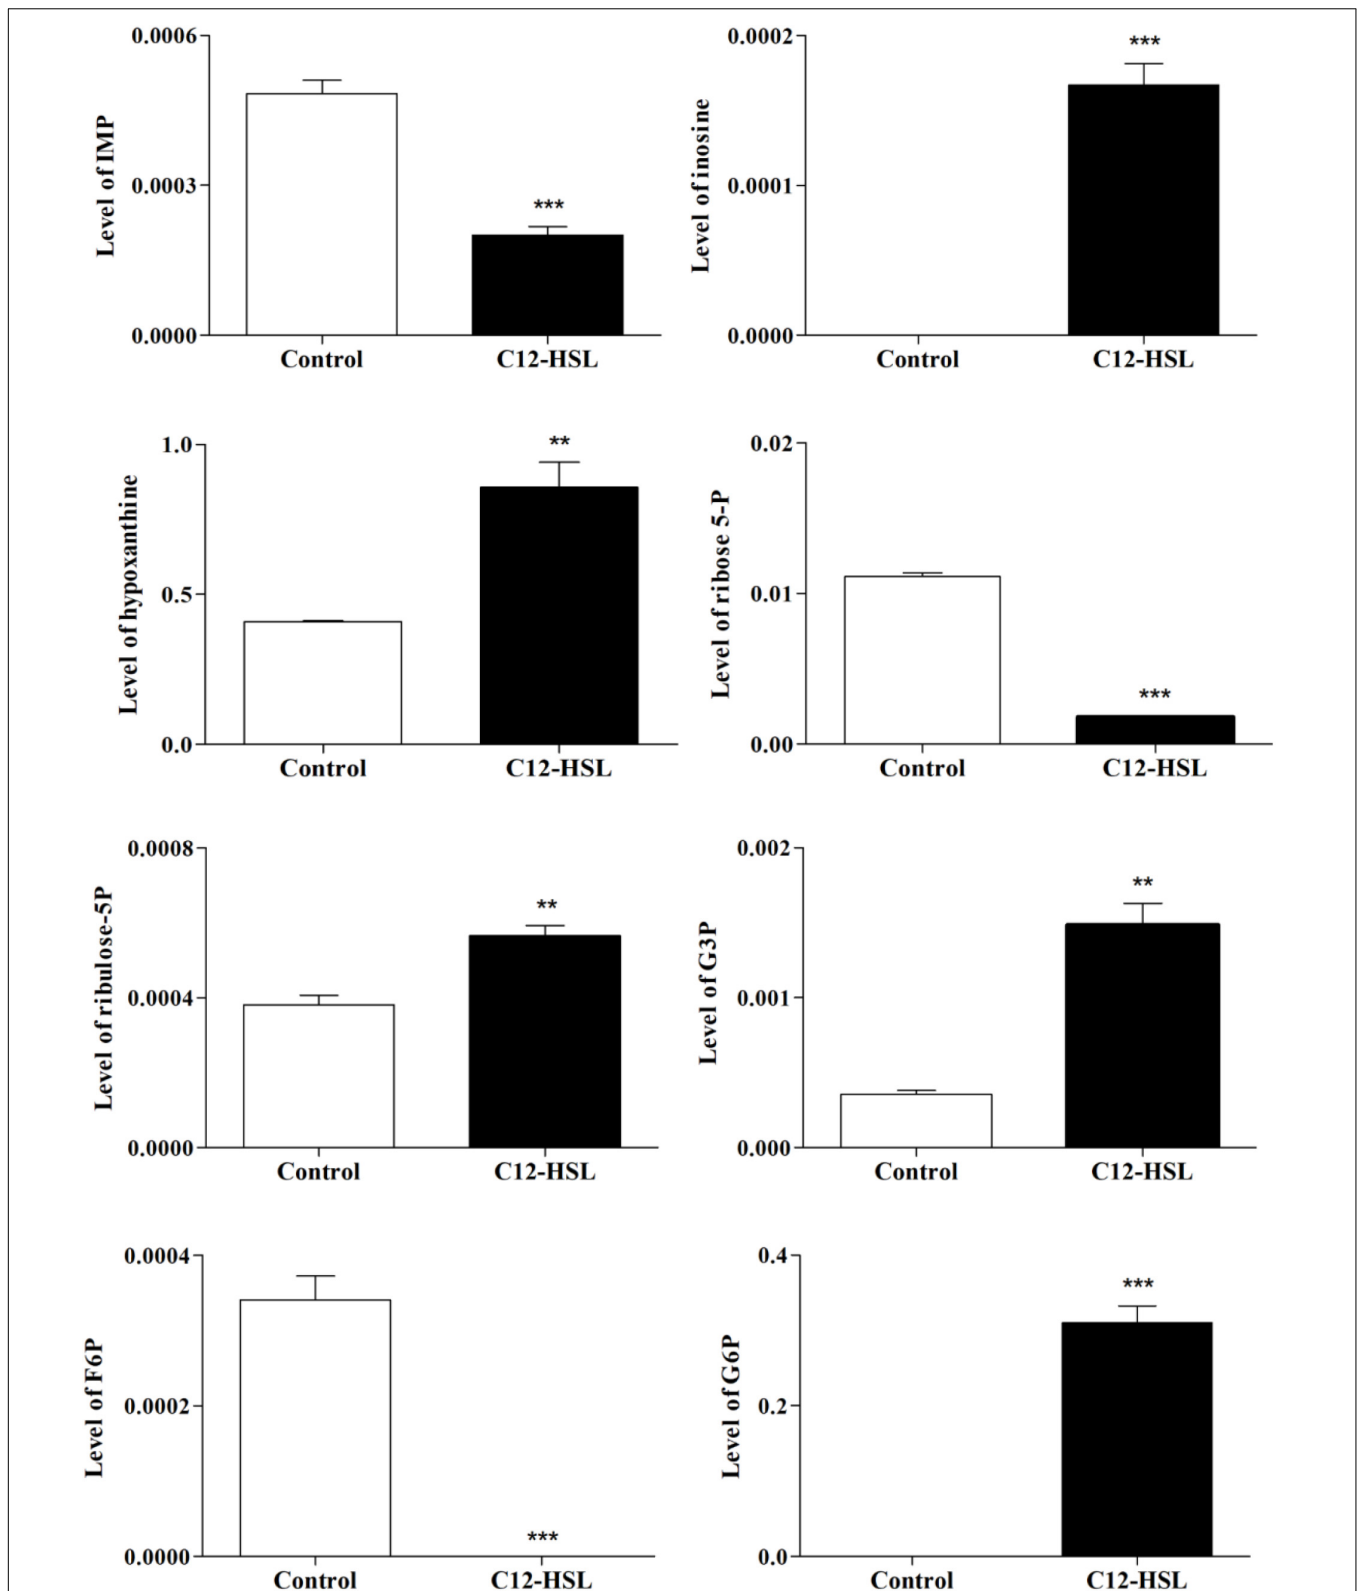 Level of IMP
0.0006
0.0003
0.0000
***
Control
C12-HSL
Level of inosine
0.0002
0.0001
0.0000
***
Control
C12-HSL
Level of hypoxanthine
1.0
0.5
0.0
**
Control
C12-HSL
Level of ribose 5-P
0.02
0.01
0.00
***
Control
C12-HSL
Level of ribulose-5P
0.0008
0.0004
0.0000
**
Control
C12-HSL
Level of G3P
0.002
0.001
0.000
**
Control
C12-HSL
Level of F6P
0.0004
0.0002
0.0000
***
Control
C12-HSL
Level of G6P
0.4
0.2
0.0
***
Control
C12-HSL